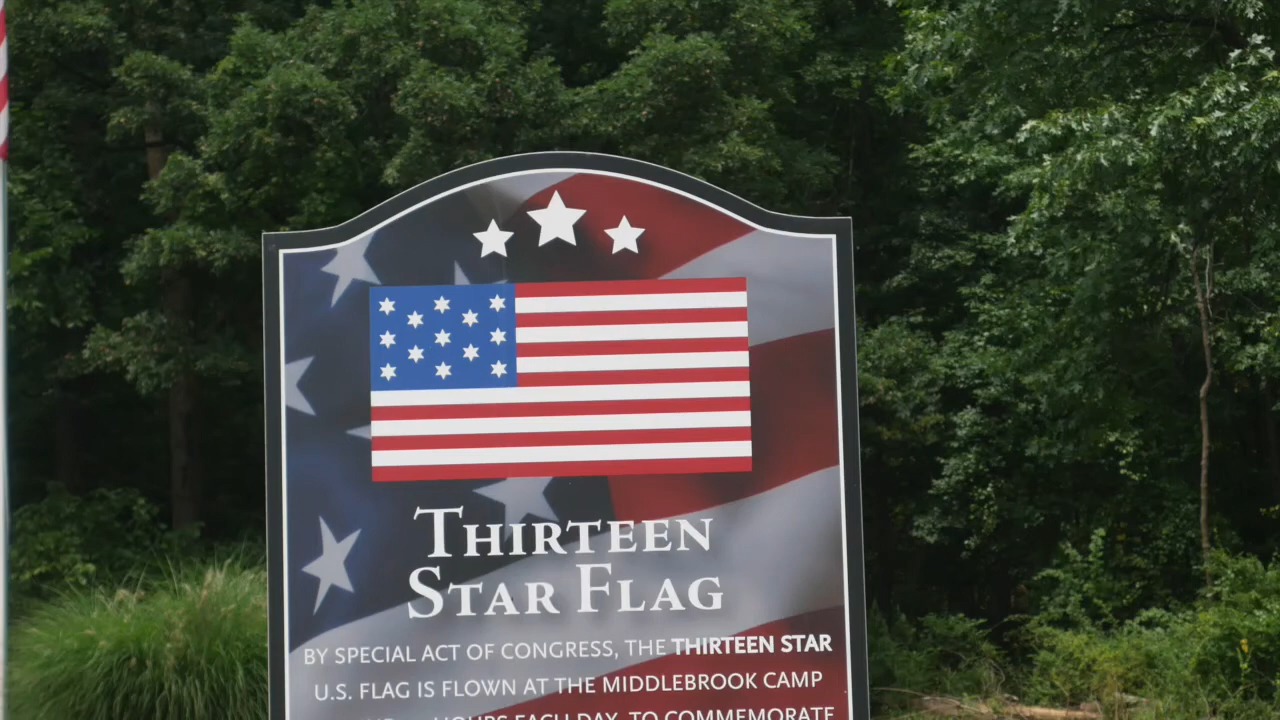 THIRTEEN
STAR FLAG
BY SPECIAL ACT OF CONGRESS, THE THIRTEEN STAR
U.S. FLAG IS FLOWN AT THE MIDDLEBROOK CAMP
HOURS EACH DAY, TO COMMEMORATE